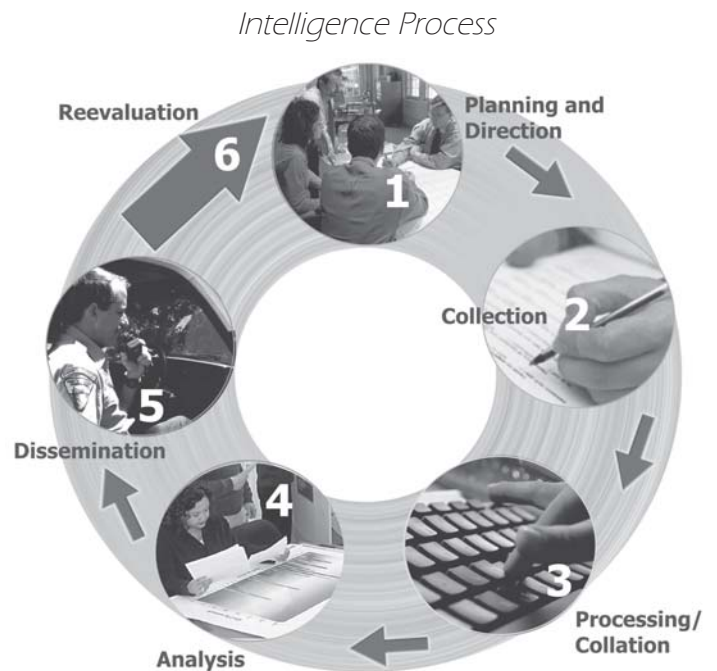 Intelligence Process
1
Planning and
Direction
2
Collection
3
Processing/
Collation
4
Analysis
5
Dissemination
6
Reevaluation